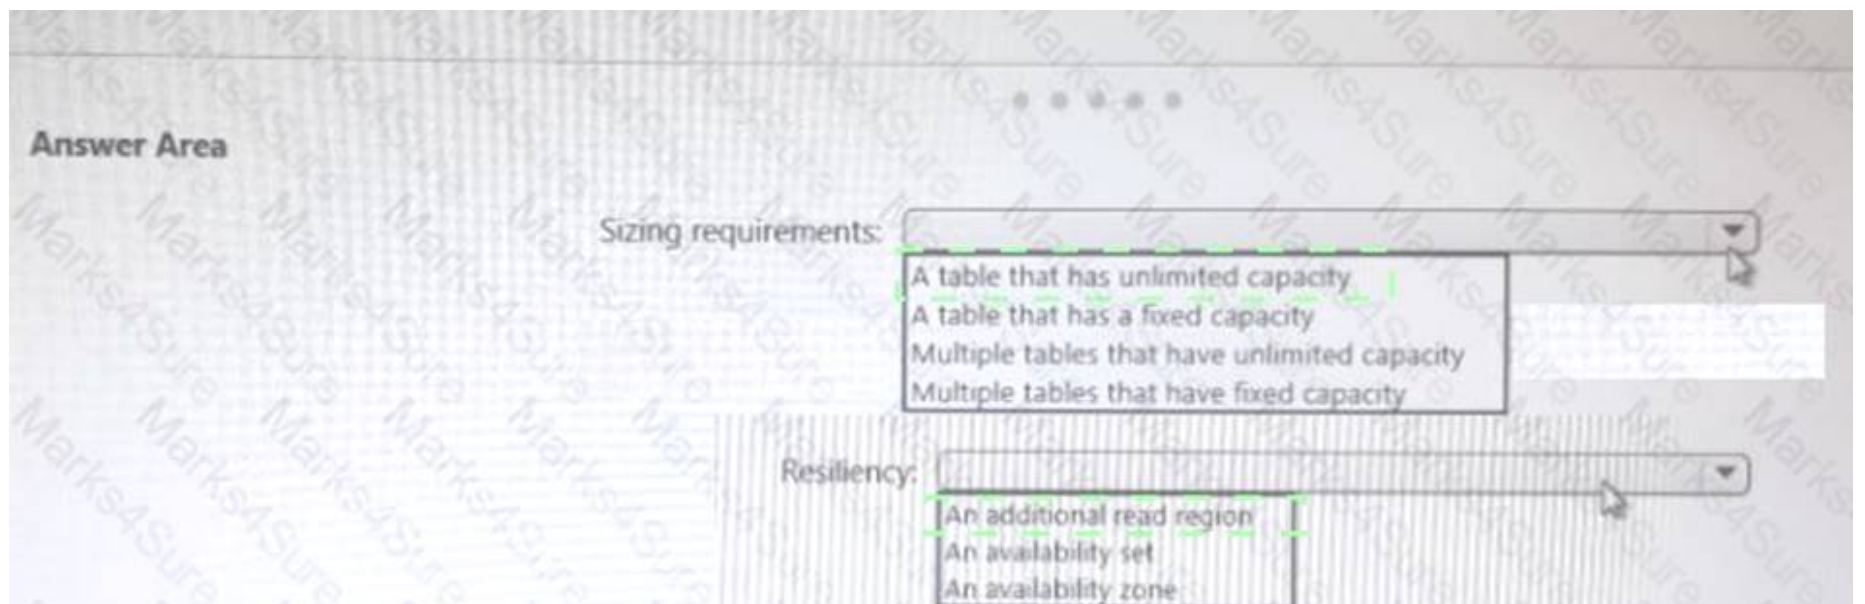 Answer Area
Sizing requirements:
A table that has unlimited capacity
A table that has a fixed capacity
Multiple tables that have unlimited capacity
Multiple tables that have fixed capacity
Resiliency:
An additional read region
An availability set
An availability zone
Marks4Sure